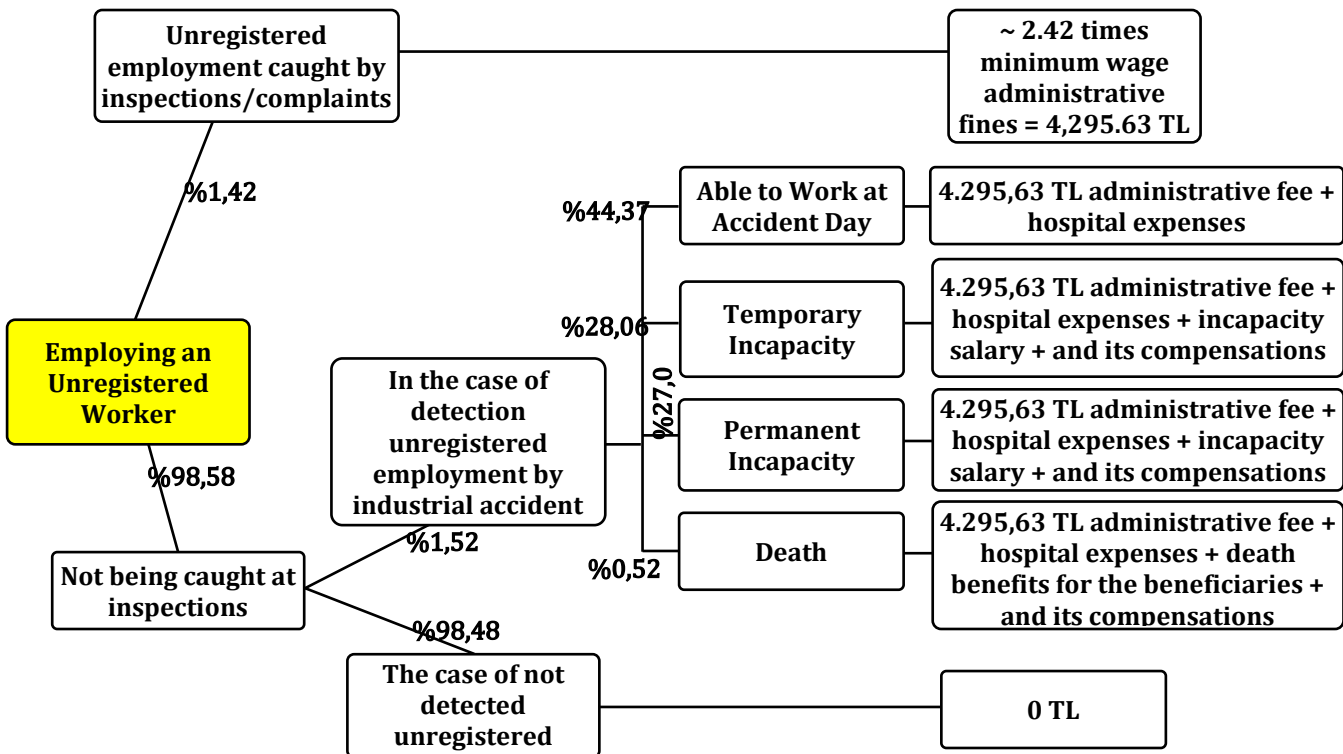 Unregistered
employment caught by
inspections/complaints
~ 2.42 times
minimum wage
administrative
fines = 4,295.63 TL
%1,42
Employing an
Unregistered
Worker
%98,58
Not being caught at
inspections
In the case of
detection
unregistered
employment by
industrial accident
%1,52
%98,48
The case of not
detected
unregistered
0 TL
%44,37
Able to Work at
Accident Day
4.295,63 TL administrative fee +
hospital expenses
%28,06
Temporary
Incapacity
4.295,63 TL administrative fee +
hospital expenses + incapacity
salary + and its compensations
%27,0
Permanent
Incapacity
4.295,63 TL administrative fee +
hospital expenses + incapacity
salary + and its compensations
%0,52
Death
4.295,63 TL administrative fee +
hospital expenses + death
benefits for the beneficiaries +
and its compensations